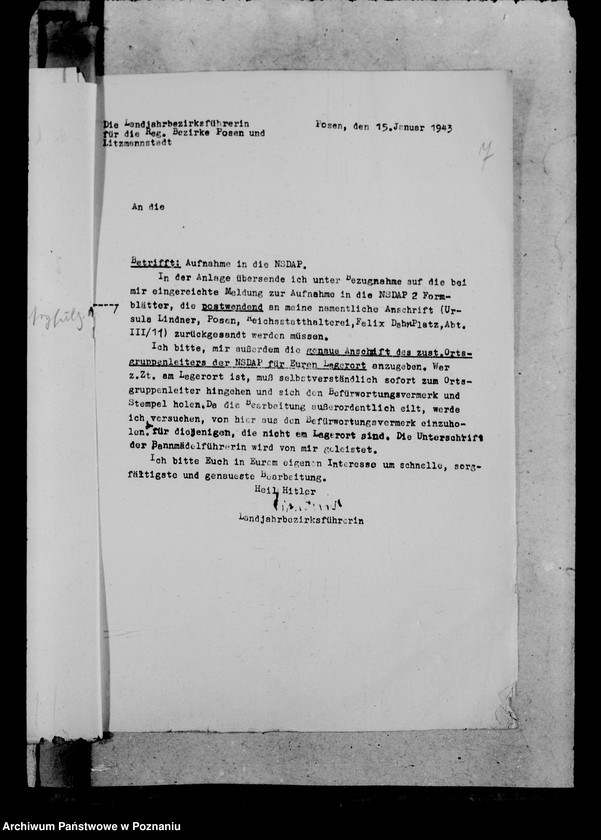 Die Landjahrbezirksführerin
für die Reg. Bezirke Posen und
Litzmannstadt
Posen, den 15.Januar 1943
7
An die
Betrifft: Aufnahme in die NSDAP.
In der Anlage übersende ich unter Bezugnahme auf die bei
mir eingereichte Meldung zur Aufnahme in die NSDAP 2 Form-
blätter, die postwendend an meine namentliche Anschrift (Ur-
sula Lindner, Posen, Reichsstatthalterei,Felix DahnPlatz,Abt.
III/11) zurückgesandt werden müssen.
Ich bitte, mir außerdem die genaue Anschrift des zust.Orts-
gruppenleiters der NSDAP für Euren Lagerort anzugeben. Wer
z.Zt. am Lagerort ist, muß selbstverständlich sofort zum Orts-
gruppenleiter hingehen und sich den Befürwortungsvermerk und
Stempel holen.Da die Bearbeitung außerordentlich eilt, werde
ich versuchen, von hier aus den Befürwortungsvermerk einzuho-
len für diejenigen, die nicht am Lagerort sind. Die Unterschrift
der Bannmädelführerin wird von mir geleistet.
Ich bitte Euch in Eurem eigenen Interesse um schnelle, sorg-
fältigste und genaueste Bearbeitung.
Heil Hitler
Landjahrbezirksführerin
Archiwum Państwowe w Poznaniu